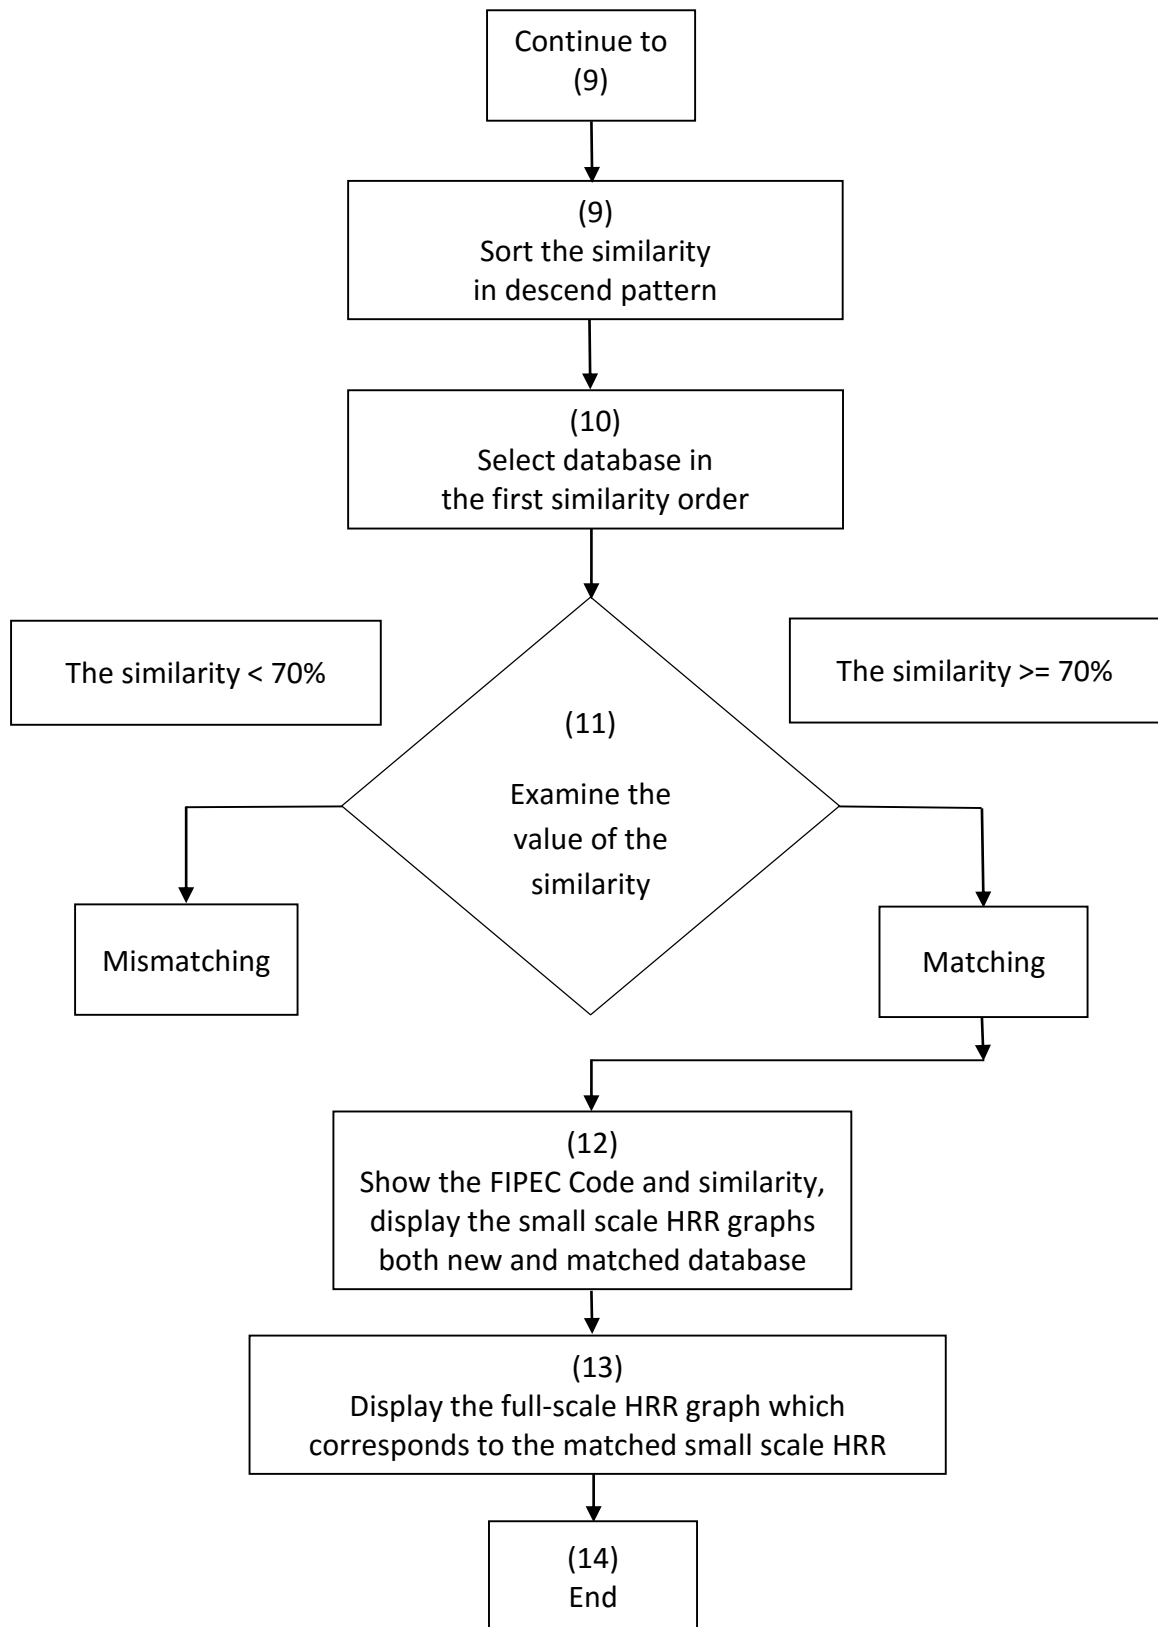 Continue to
(9)
(9)
Sort the similarity
in descend pattern
(10)
Select database in
the first similarity order
The similarity < 70%
The similarity >= 70%
(11)
Examine the
value of the
similarity
Mismatching
Matching
(12)
Show the FIPEC Code and similarity,
display the small scale HRR graphs
both new and matched database
(13)
Display the full-scale HRR graph which
corresponds to the matched small scale HRR
(14)
End